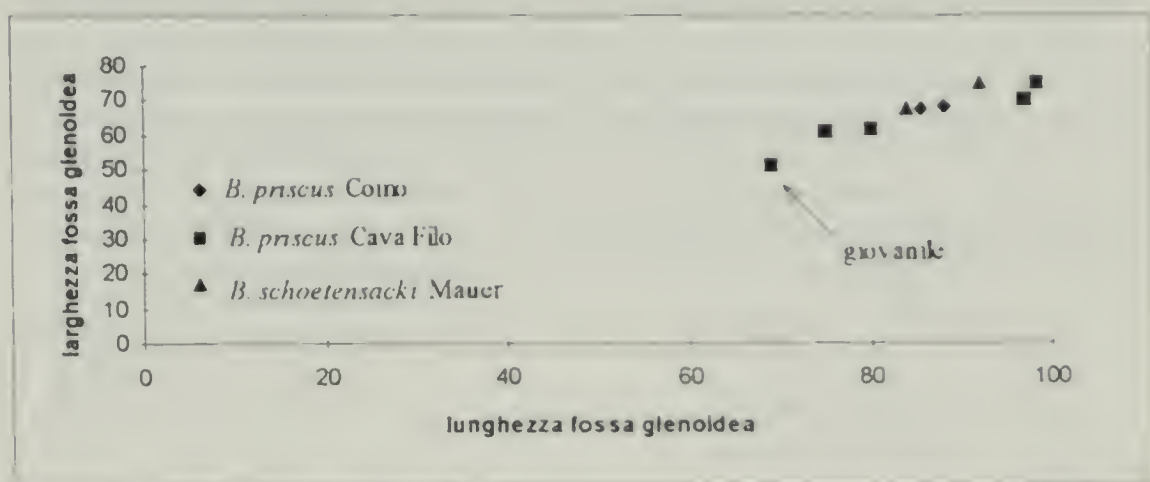 larghezza fossa glenoidea
80
70
60
50
40
30
20
10
0
◆ B. priscus Coino
■ B. priscus Cava Filo
▲ B. schoetensacki Mauer
giovanile
0 20 40 60 80 100
lunghezza fossa glenoidea